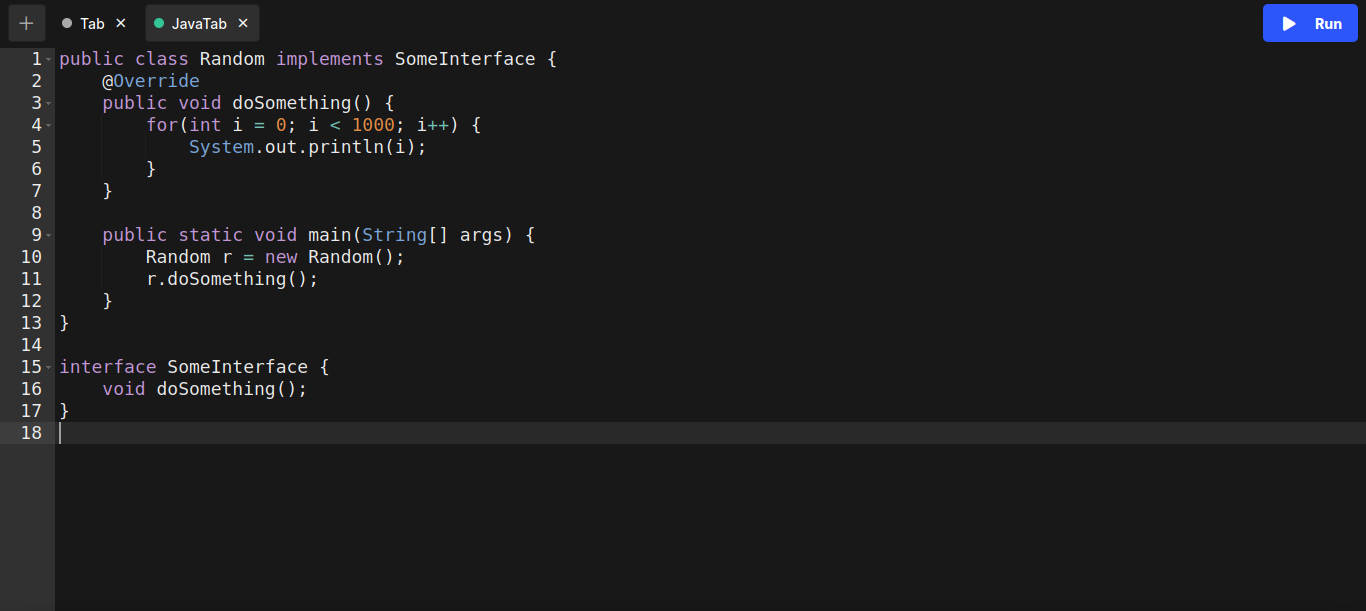 + Tab × JavaTab × Run
1 public class Random implements SomeInterface {
2     @Override
3     public void doSomething() {
4         for(int i = 0; i < 1000; i++) {
5             System.out.println(i);
6         }
7     }
8
9     public static void main(String[] args) {
10         Random r = new Random();
11         r.doSomething();
12     }
13 }
14
15 interface SomeInterface {
16     void doSomething();
17 }
18